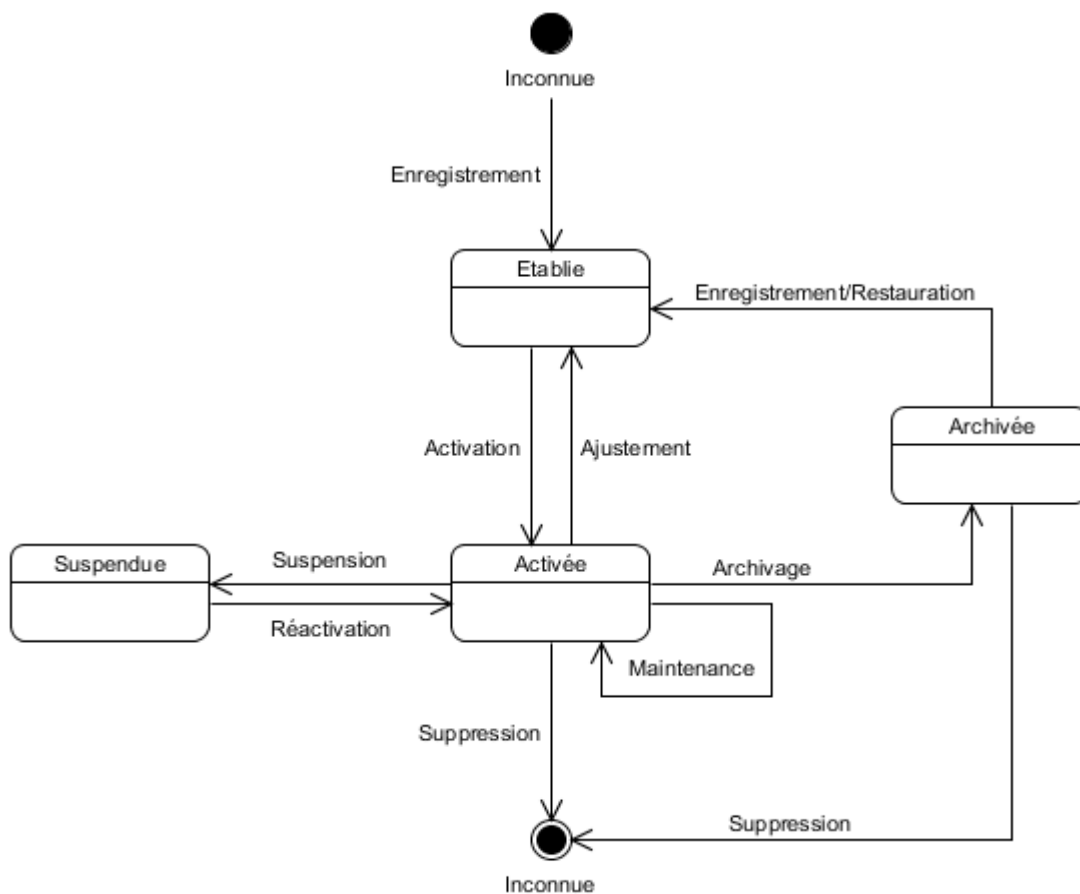 Inconnue
Enregistrement
Etablie
Enregistrement/Restauration
Archivée
Activation
Ajustement
Suspendue
Suspension
Activée
Archivage
Réactivation
Maintenance
Suppression
Suppression
Inconnue